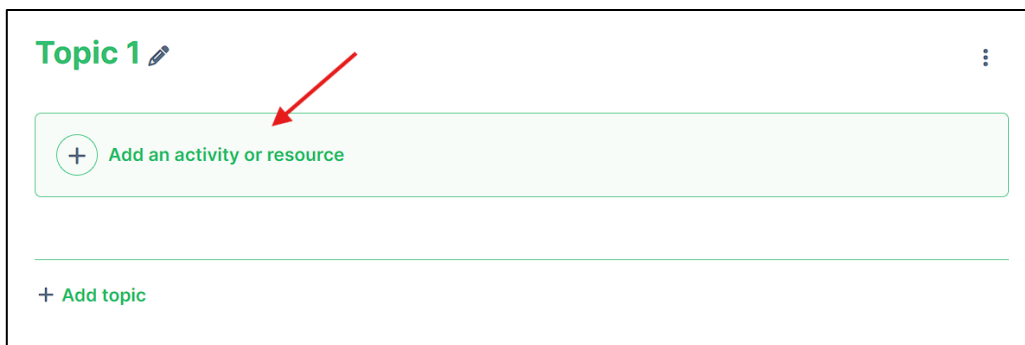 Topic 1
Add an activity or resource
+ Add topic